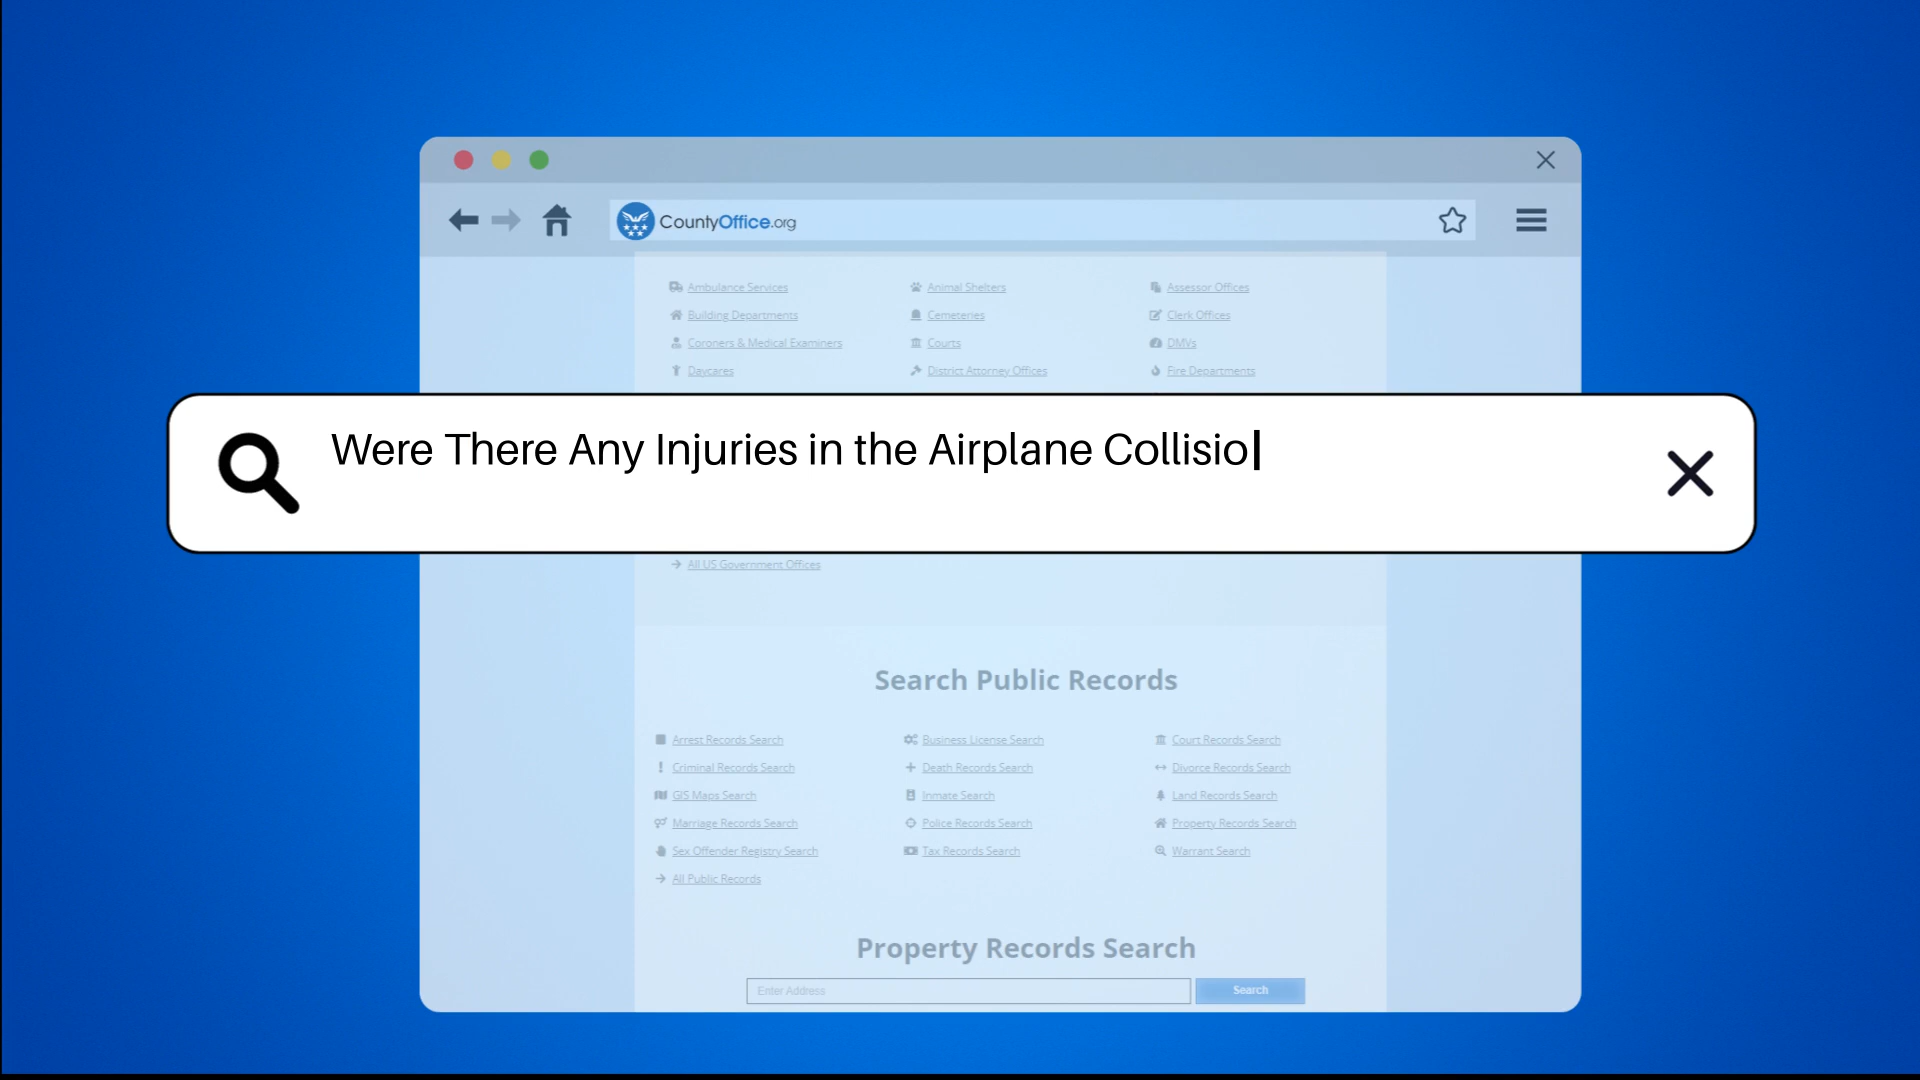 CountyOffice.org
Ambulance Services Animal Shelters Assessor Offices
Building Departments Cemeteries Clerk Offices
Coroners & Medical Examiners Courts DMVs
Daycares District Attorney Offices Fire Departments
Were There Any Injuries in the Airplane Collisio
All US Government Offices
Search Public Records
Arrest Records Search Business License Search Court Records Search
Criminal Records Search Death Records Search Divorce Records Search
GIS Maps Search Inmate Search Land Records Search
Marriage Records Search Police Records Search Property Records Search
Sex Offender Registry Search Tax Records Search Warrant Search
All Public Records
Property Records Search
Enter Address Search